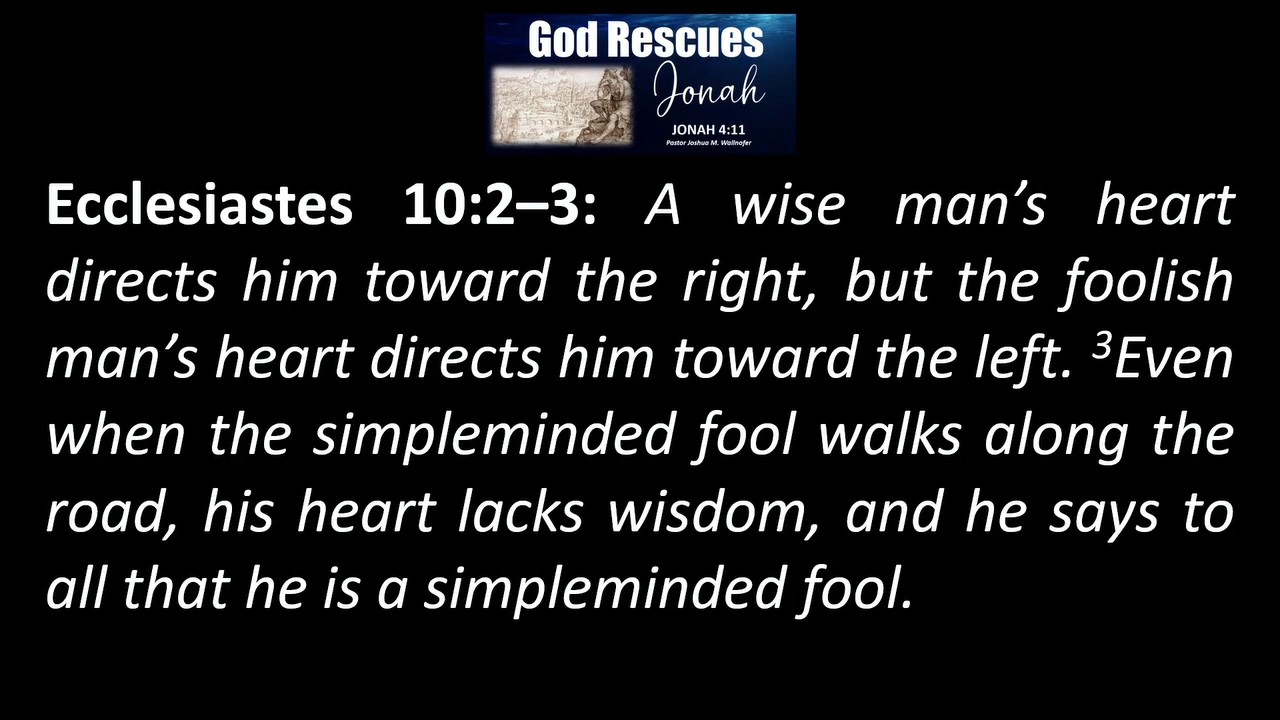 God Rescues
Jonah
JONAH 4:11
Pastor Joshua M. Wallnofer
Ecclesiastes 10:2–3: A wise man’s heart
directs him toward the right, but the foolish
man’s heart directs him toward the left. ³Even
when the simpleminded fool walks along the
road, his heart lacks wisdom, and he says to
all that he is a simpleminded fool.